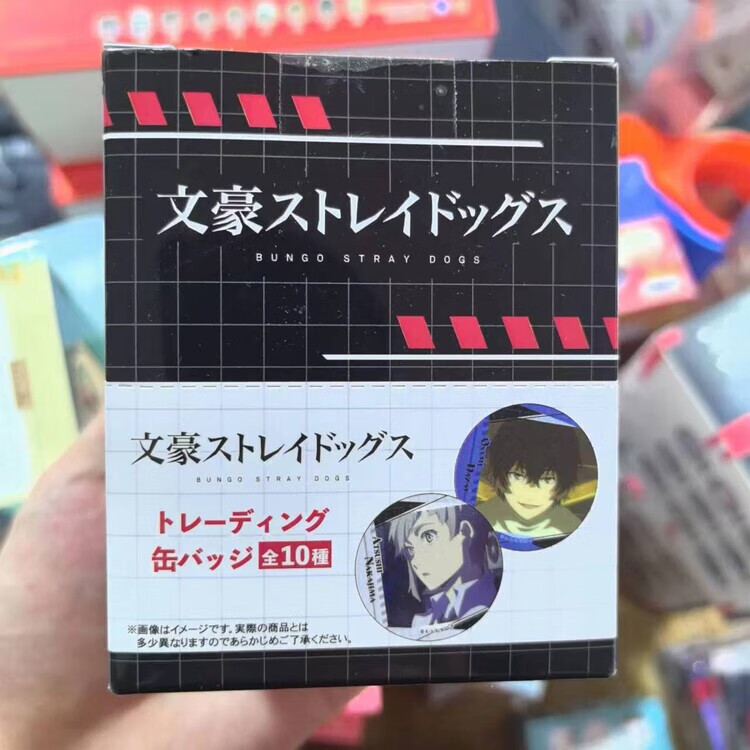 文豪ストレイドッグス
BUNGO STRAY DOGS
文豪ストレイドッグス
BUNGO STRAY DOGS
トレーディング
缶バッジ 全10種
ATSUSHI
NAKAJIMA
※画像はイメージです。実際の商品とは
多少異なりますのであらかじめご了承ください。